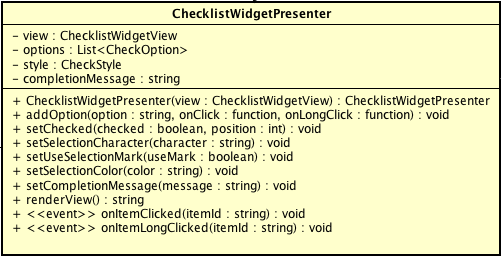 ChecklistWidgetPresenter
– view : ChecklistWidgetView
– options : List<CheckOption>
– style : CheckStyle
– completionMessage : string
+ ChecklistWidgetPresenter(view : ChecklistWidgetView) : ChecklistWidgetPresenter
+ addOption(option : string, onClick : function, onLongClick : function) : void
+ setChecked(checked : boolean, position : int) : void
+ setSelectionCharacter(character : string) : void
+ setUseSelectionMark(useMark : boolean) : void
+ setSelectionColor(color : string) : void
+ setCompletionMessage(message : string) : void
+ renderView() : string
+ <<event>> onItemClicked(itemId : string) : void
+ <<event>> onItemLongClicked(itemId : string) : void